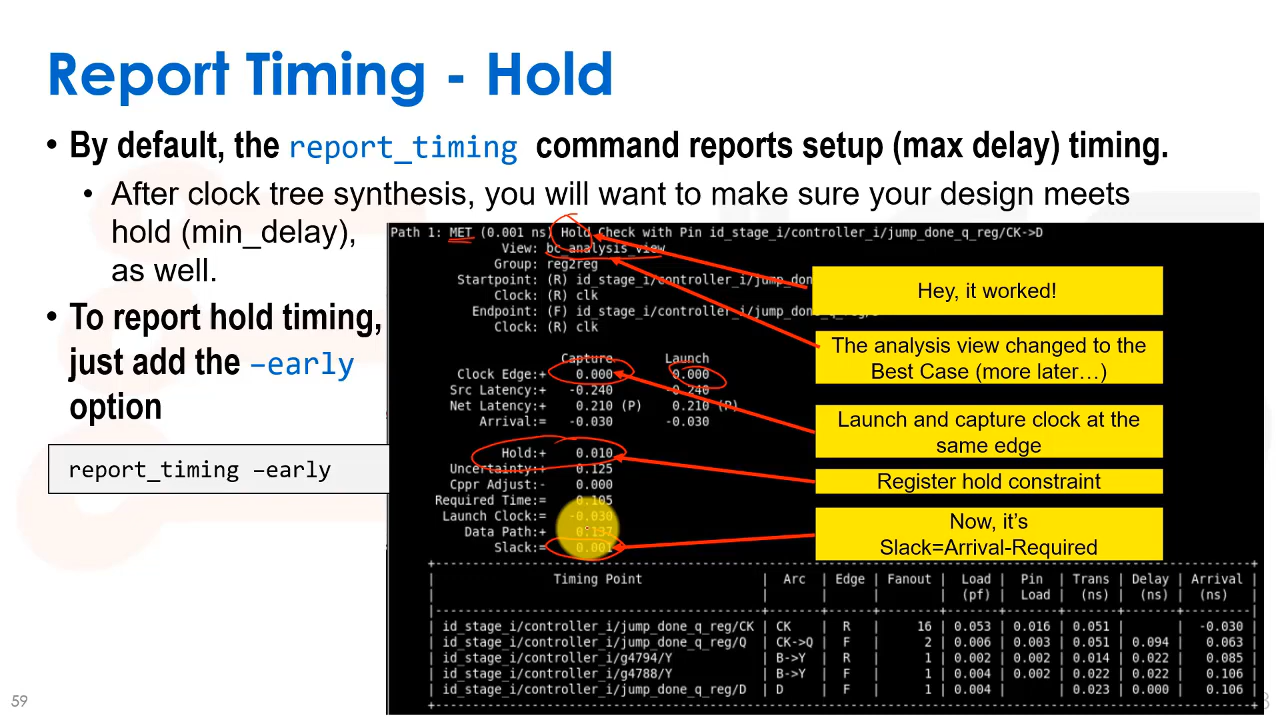 Report Timing - Hold
• By default, the report_timing command reports setup (max delay) timing.
• After clock tree synthesis, you will want to make sure your design meets
hold (min_delay),
as well.
• To report hold timing,
just add the –early
option
report_timing –early
Path 1: MET (0.001 ns) Hold Check with Pin id_stage_i/controller_i/jump_done_q_reg/CK->D
View: bc_analysis_view
Group: reg2reg
Startpoint: (R) id_stage_i/controller_i/jump_don
Clock: (R) clk
Endpoint: (F) id_stage_i/controller_i/jump_done_q_reg/
Clock: (R) clk
Capture Launch
Clock Edge:+ 0.000 0.000
Src Latency:+ -0.240 -0.240
Net Latency:+ 0.210 (P) 0.210 (P)
Arrival:= -0.030 -0.030
Hold:+ 0.010
Uncertainty:+ 0.125
Cppr Adjust:- 0.000
Required Time:= 0.105
Launch Clock:= -0.030
Data Path:+ 0.137
Slack:= 0.001
Hey, it worked!
The analysis view changed to the
Best Case (more later…)
Launch and capture clock at the
same edge
Register hold constraint
Now, it's
Slack=Arrival-Required
| Timing Point | Arc | Edge | Fanout | Load | Pin | Trans | Delay | Arrival |
| | | | | (pf) | Load | (ns) | (ns) | (ns) |
| id_stage_i/controller_i/jump_done_q_reg/CK | CK | R | 16 | 0.053 | 0.016 | 0.051 | | -0.030 |
| id_stage_i/controller_i/jump_done_q_reg/Q | CK->Q | F | 2 | 0.006 | 0.003 | 0.051 | 0.094 | 0.063 |
| id_stage_i/controller_i/g4794/Y | B->Y | R | 1 | 0.002 | 0.002 | 0.014 | 0.022 | 0.085 |
| id_stage_i/controller_i/g4788/Y | B->Y | F | 1 | 0.004 | 0.002 | 0.022 | 0.022 | 0.106 |
| id_stage_i/controller_i/jump_done_q_reg/D | D | F | 1 | 0.004 | | 0.023 | 0.000 | 0.106 |
59